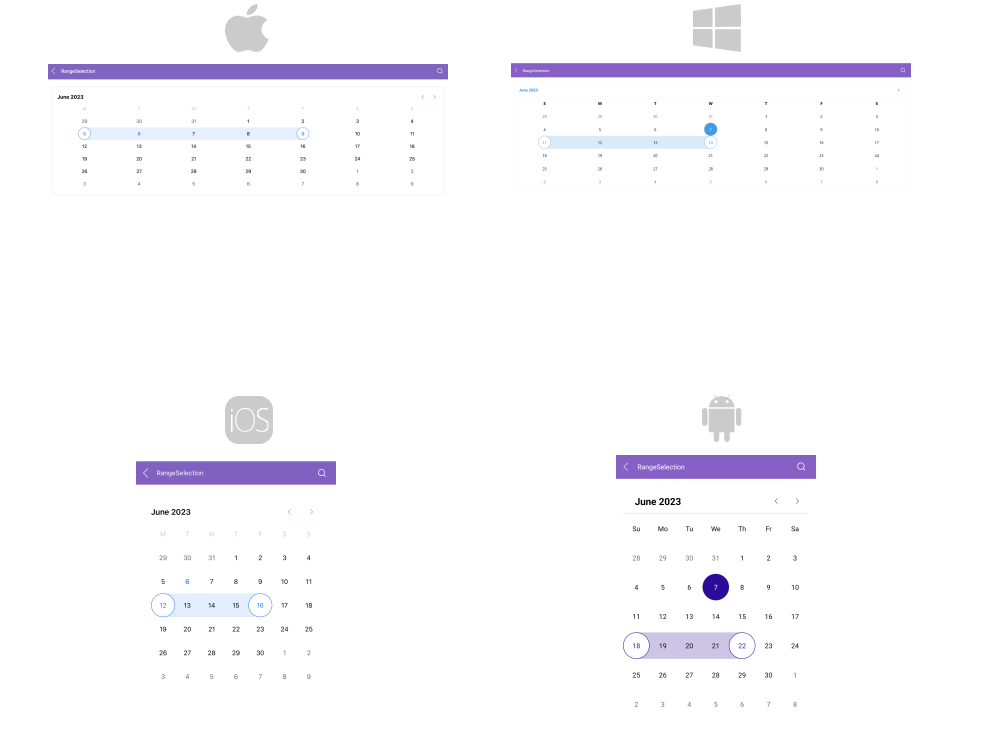 RangeSelection
June 2023
M T W T F S S
29 30 31 1 2 3 4
5 6 7 8 9 10 11
12 13 14 15 16 17 18
19 20 21 22 23 24 25
26 27 28 29 30 1 2
3 4 5 6 7 8 9
RangeSelection
June 2023
S M T W T F S
28 29 30 31 1 2 3
4 5 6 7 8 9 10
11 12 13 14 15 16 17
18 19 20 21 22 23 24
25 26 27 28 29 30 1
2 3 4 5 6 7 8
iOS
RangeSelection
June 2023
M T W T F S S
29 30 31 1 2 3 4
5 6 7 8 9 10 11
12 13 14 15 16 17 18
19 20 21 22 23 24 25
26 27 28 29 30 1 2
3 4 5 6 7 8 9
RangeSelection
June 2023
Su Mo Tu We Th Fr Sa
28 29 30 31 1 2 3
4 5 6 7 8 9 10
11 12 13 14 15 16 17
18 19 20 21 22 23 24
25 26 27 28 29 30 1
2 3 4 5 6 7 8